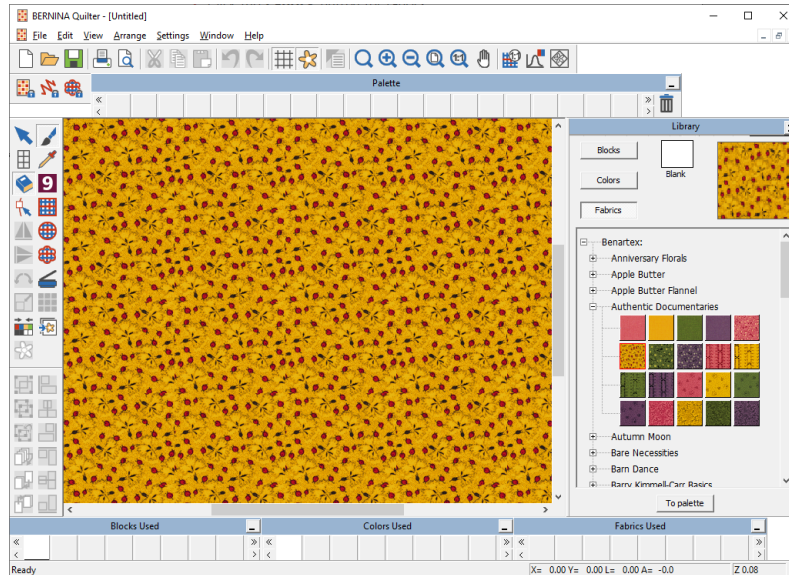 BERNINA Quilter - [Untitled]
File Edit View Arrange Settings Window Help
Palette
Library
Blocks
Blank
Colors
Fabrics
9
Benartex:
Anniversary Florals
Apple Butter
Apple Butter Flannel
Authentic Documentaries
Autumn Moon
Bare Necessities
Barn Dance
Barry Kimmell-Carr Basics
To palette
Blocks Used
Colors Used
Fabrics Used
Ready
X= 0.00 Y= 0.00 L= 0.00 A= -0.0
Z 0.08